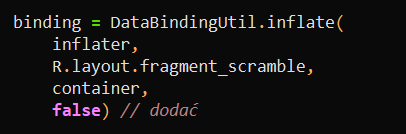 binding = DataBindingUtil.inflate(
    inflater,
    R.layout.fragment_scramble,
    container,
    false) // dodać